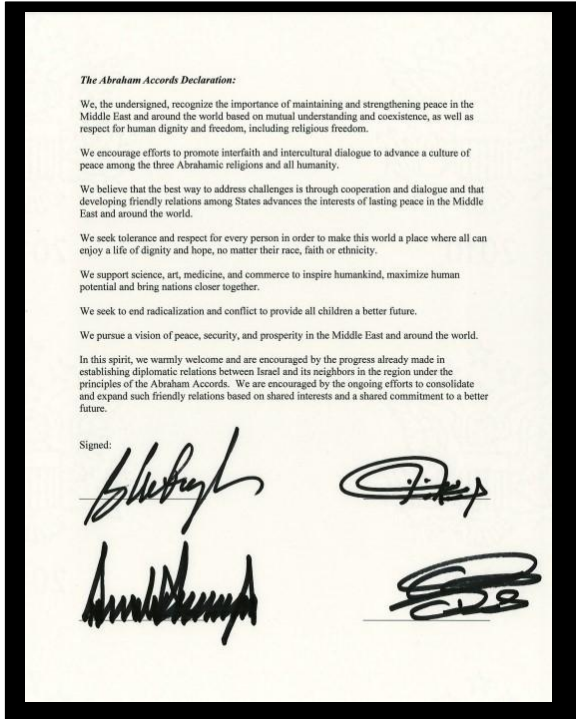 The Abraham Accords Declaration:
We, the undersigned, recognize the importance of maintaining and strengthening peace in the
Middle East and around the world based on mutual understanding and coexistence, as well as
respect for human dignity and freedom, including religious freedom.
We encourage efforts to promote interfaith and intercultural dialogue to advance a culture of
peace among the three Abrahamic religions and all humanity.
We believe that the best way to address challenges is through cooperation and dialogue and that
developing friendly relations among States advances the interests of lasting peace in the Middle
East and around the world.
We seek tolerance and respect for every person in order to make this world a place where all can
enjoy a life of dignity and hope, no matter their race, faith or ethnicity.
We support science, art, medicine, and commerce to inspire humankind, maximize human
potential and bring nations closer together.
We seek to end radicalization and conflict to provide all children a better future.
We pursue a vision of peace, security, and prosperity in the Middle East and around the world.
In this spirit, we warmly welcome and are encouraged by the progress already made in
establishing diplomatic relations between Israel and its neighbors in the region under the
principles of the Abraham Accords. We are encouraged by the ongoing efforts to consolidate
and expand such friendly relations based on shared interests and a shared commitment to a better
future.
Signed: